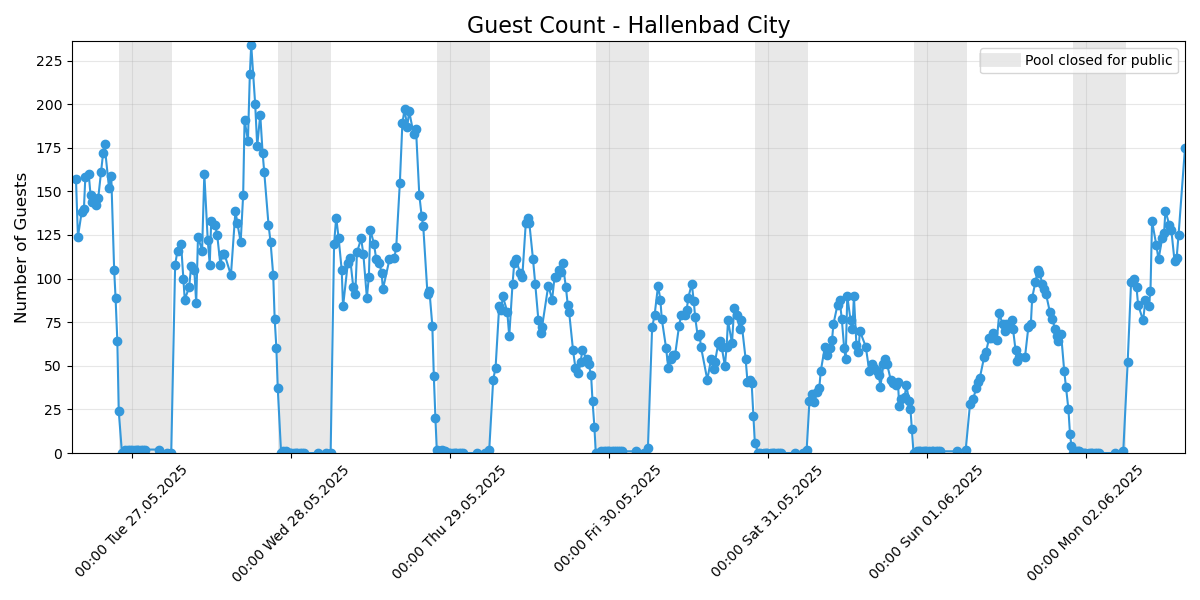 Guest Count - Hallenbad City
Pool closed for public
Number of Guests
225
200
175
150
125
100
75
50
25
0
00:00 Tue 27.05.2025
00:00 Wed 28.05.2025
00:00 Thu 29.05.2025
00:00 Fri 30.05.2025
00:00 Sat 31.05.2025
00:00 Sun 01.06.2025
00:00 Mon 02.06.2025